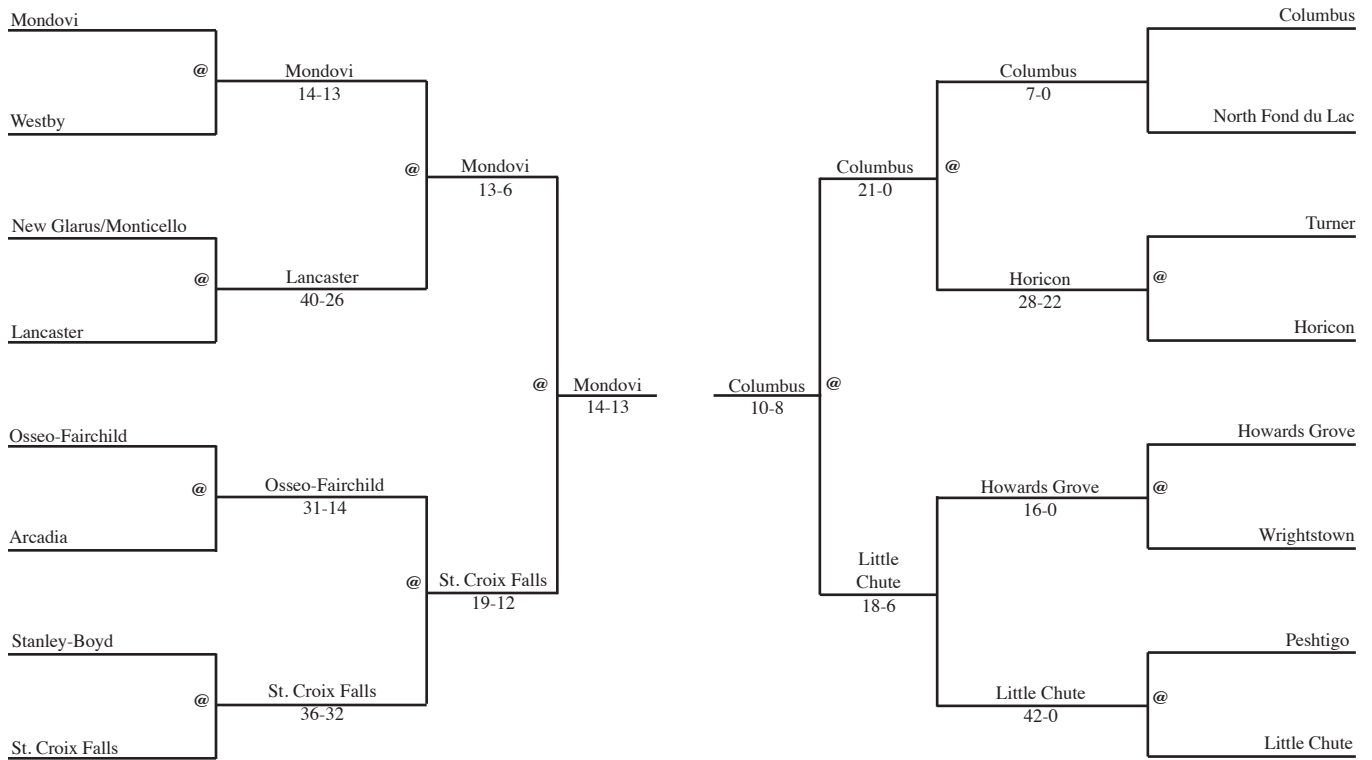 Mondovi
@
Mondovi
14-13
Westby
@
Mondovi
13-6
New Glarus/Monticello
@
Lancaster
40-26
Lancaster
@
Mondovi
14-13
Osseo-Fairchild
@
Osseo-Fairchild
31-14
Arcadia
@
St. Croix Falls
19-12
Stanley-Boyd
@
St. Croix Falls
36-32
St. Croix Falls
Columbus
Columbus
7-0
North Fond du Lac
Columbus
21-0
@
Turner
Horicon
28-22
@
Horicon
Columbus
10-8
@
Howards Grove
Howards Grove
16-0
@
Wrightstown
Little
Chute
18-6
Peshtigo
Little Chute
42-0
@
Little Chute